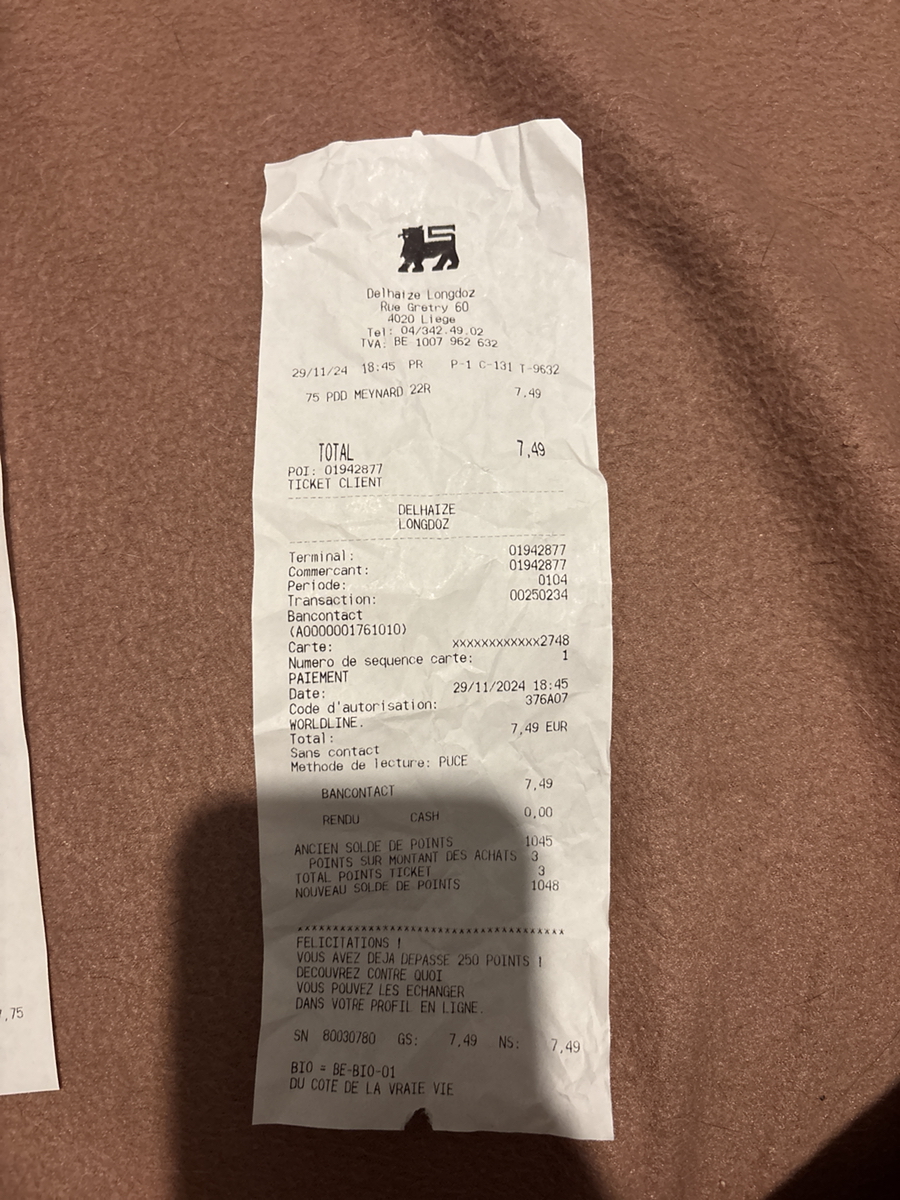 Delhaize Longdoz
Rue Gretry 60
4020 Liege
Tel: 04/342.49.02
TVA: BE 1007 962 632
29/11/24 18:45 PR P-1 C-131 T-9632
75 PDD MEYNARD 22R 7.49
TOTAL 7,49
POI: 01942877
TICKET CLIENT
DELHAIZE
LONGDOZ
Terminal: 01942877
Commercant: 01942877
Periode: 0104
Transaction: 00250234
Bancontact
(A0000001761010)
Carte: xxxxxxxxxxxx2748
Numero de sequence carte: 1
PAIEMENT
Date: 29/11/2024 18:45
Code d'autorisation: 376A07
WORLDLINE.
Total: 7,49 EUR
Sans contact
Methode de lecture: PUCE
BANCONTACT 7,49
RENDU CASH 0,00
ANCIEN SOLDE DE POINTS 1045
POINTS SUR MONTANT DES ACHATS 3
TOTAL POINTS TICKET 3
NOUVEAU SOLDE DE POINTS 1048
FELICITATIONS !
VOUS AVEZ DEJA DEPASSE 250 POINTS !
DECOUVREZ CONTRE QUOI
VOUS POUVEZ LES ECHANGER
DANS VOTRE PROFIL EN LIGNE.
SN 80030780 GS: 7,49 NS: 7,49
BIO = BE-BIO-01
DU COTE DE LA VRAIE VIE